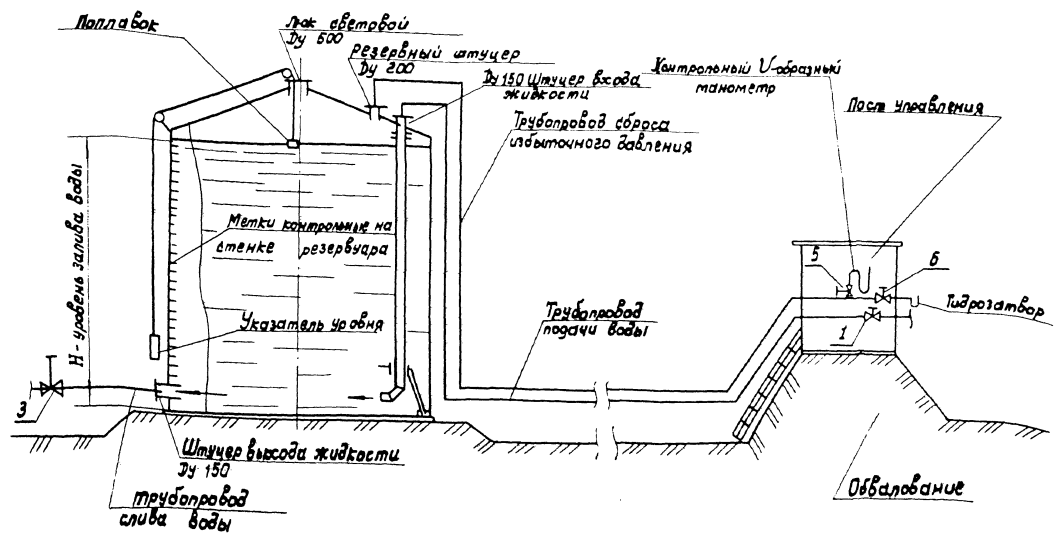 Поплавок
Люк световой
Dy 500
Резервный штуцер
Dy 200
Dy 150 Штуцер входа
жидкости
Контрольный U-образный
манометр
Пост управления
Трубопровод сброса
избыточного давления
Н - уровень залива воды
Метки контрольные на
стенке резервуара
5
6
Гидрозатвор
Трубопровод
подачи воды
1
Указатель уровня
3
Штуцер выхода жидкости
Dy 150
Трубопровод
слива воды
Обвалование